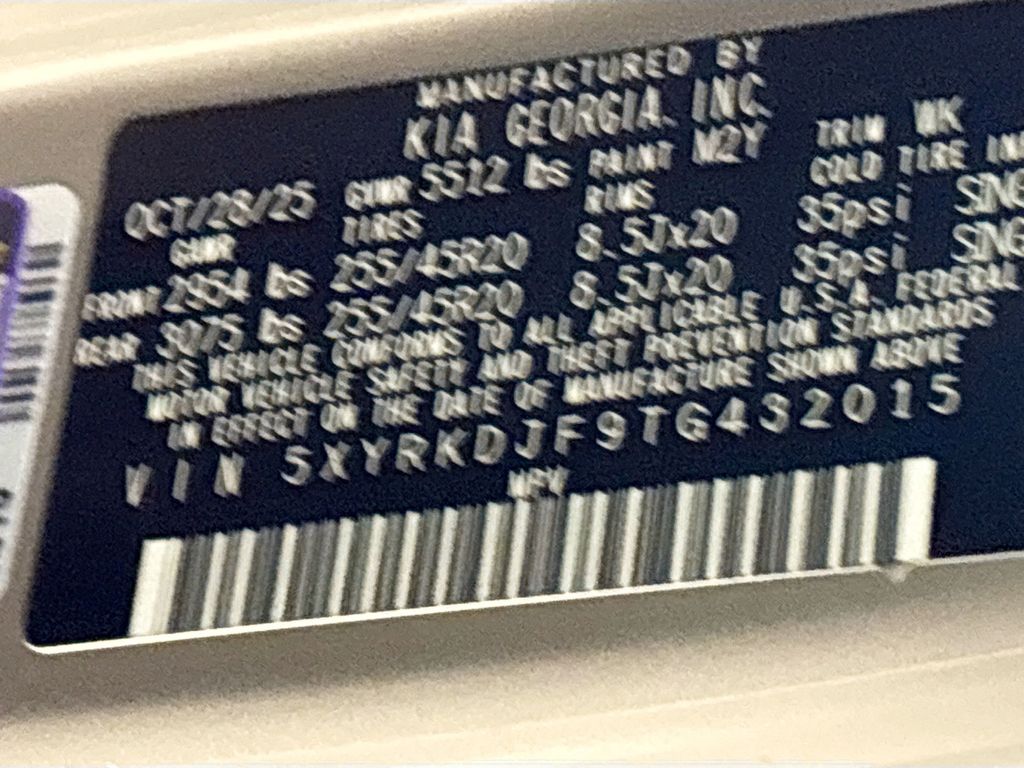 MANUFACTURED BY
KIA GEORGIA. INC.
OCT/28/25 GVWR 5512 lbs PAINT M2Y TRIM WK
GAWR TIRES RIMS COLD TIRE
FRONT 2954 lbs 255/45R20 8.5Jx20 35psi
REAR 3075 lbs 255/45R20 8.5Jx20 35psi
THIS VEHICLE CONFORMS TO ALL APPLICABLE U.S.A. FEDERAL
MOTOR VEHICLE SAFETY AND THEFT PREVENTION STANDARDS
IN EFFECT ON THE DATE OF MANUFACTURE SHOWN ABOVE
VIN 5XYRKDJF9TG432015
MPV